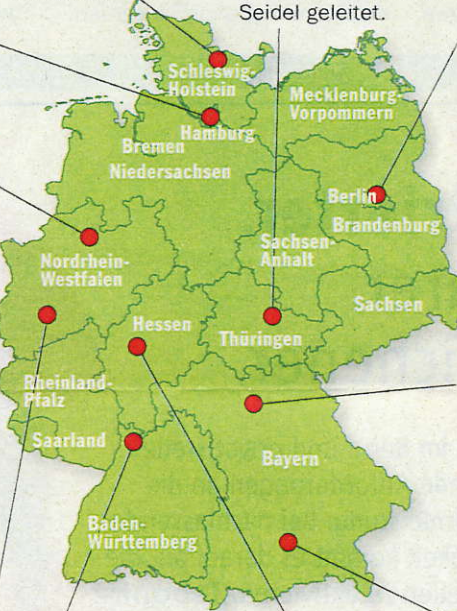 Seidel geleitet.
Schleswig-
Holstein
Mecklenburg-
Vorpommern
Hamburg
Bremen
Niedersachsen
Berlin
Brandenburg
Sachsen-
Anhalt
Nordrhein-
Westfalen
Sachsen
Hessen
Thüringen
Rheinland-
Pfalz
Saarland
Bayern
Baden-
Württemberg